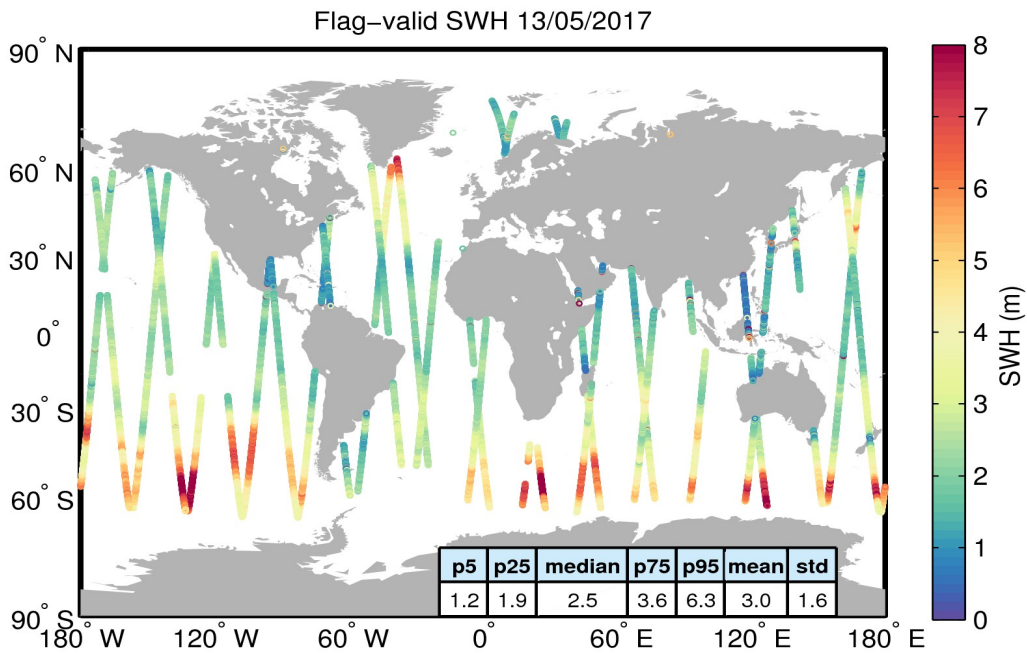 Flag−valid SWH 13/05/2017
90° N
60° N
30° N
0°
30° S
60° S
90° S
180° W
120° W
60° W
0°
60° E
120° E
180° E
p5 p25 median p75 p95 mean std
1.2 1.9 2.5 3.6 6.3 3.0 1.6
8
7
6
5
4
3
2
1
0
SWH (m)